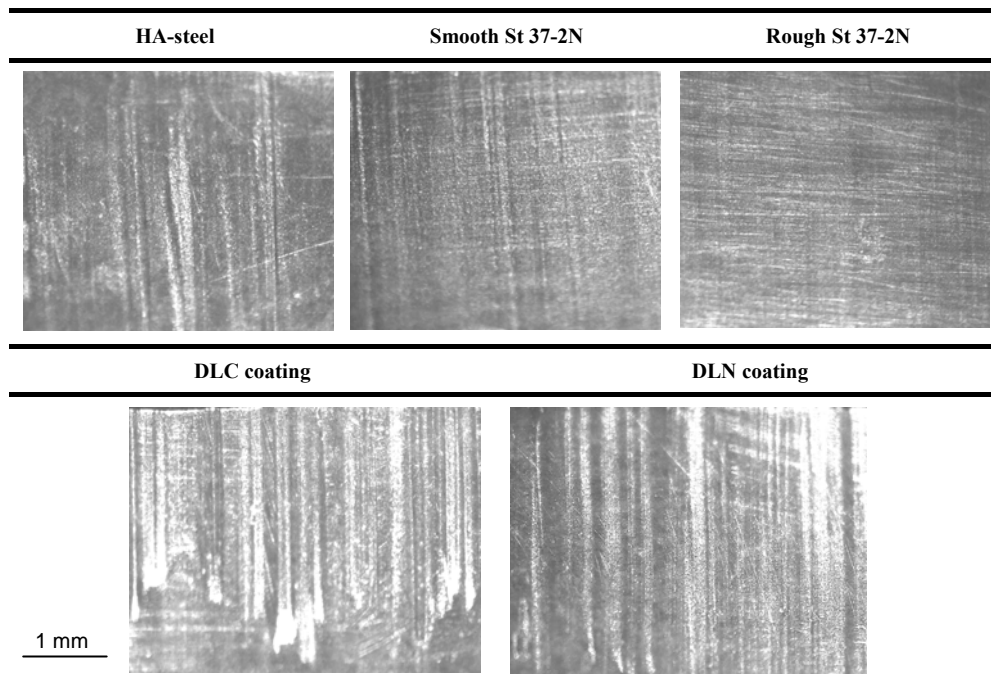 HA-steel Smooth St 37-2N Rough St 37-2N
DLC coating DLN coating
1 mm